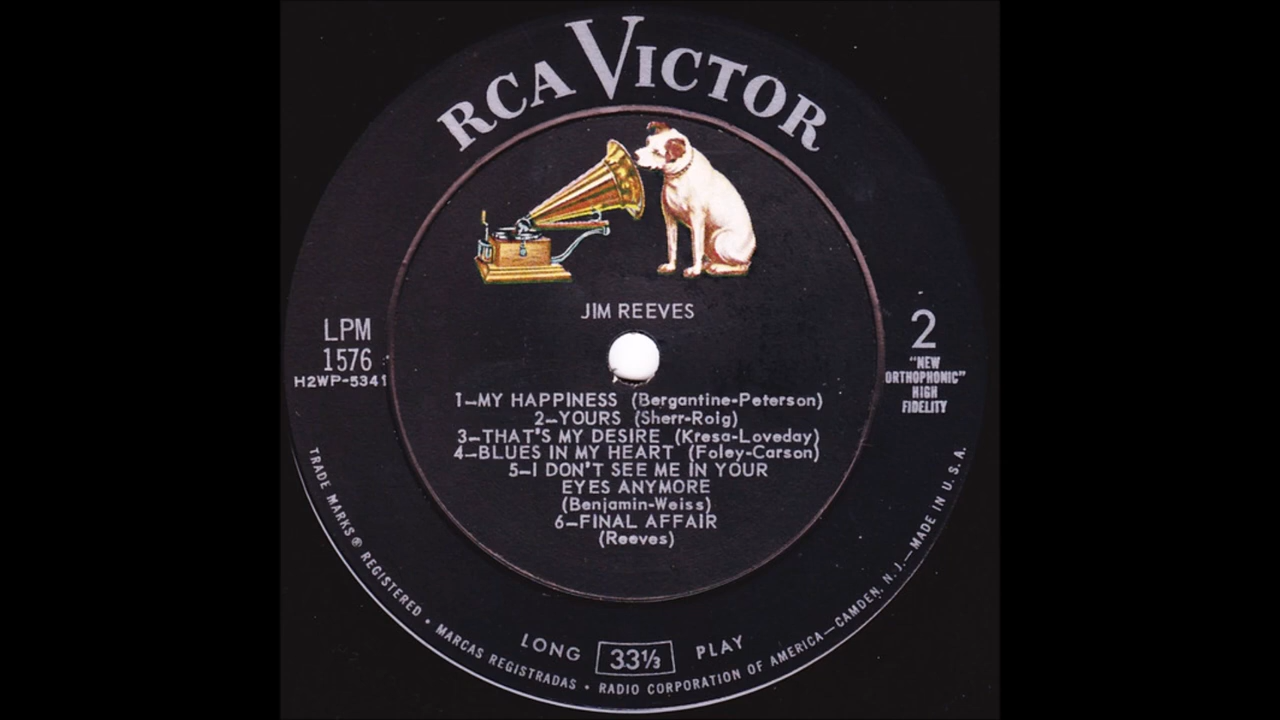 RCA VICTOR
JIM REEVES
LPM
1576
H2WP-5341
2
"NEW
ORTHOPHONIC"
HIGH
FIDELITY
1—MY HAPPINESS (Bergantine-Peterson)
2—YOURS (Sherr-Roig)
3—THAT'S MY DESIRE (Kresa-Loveday)
4—BLUES IN MY HEART (Foley-Carson)
5—I DON'T SEE ME IN YOUR
EYES ANYMORE
(Benjamin-Weiss)
6—FINAL AFFAIR
(Reeves)
LONG 33⅓ PLAY
TRADE MARKS ® REGISTERED • MARCAS REGISTRADAS • RADIO CORPORATION OF AMERICA—CAMDEN, N. J.—MADE IN U. S. A.